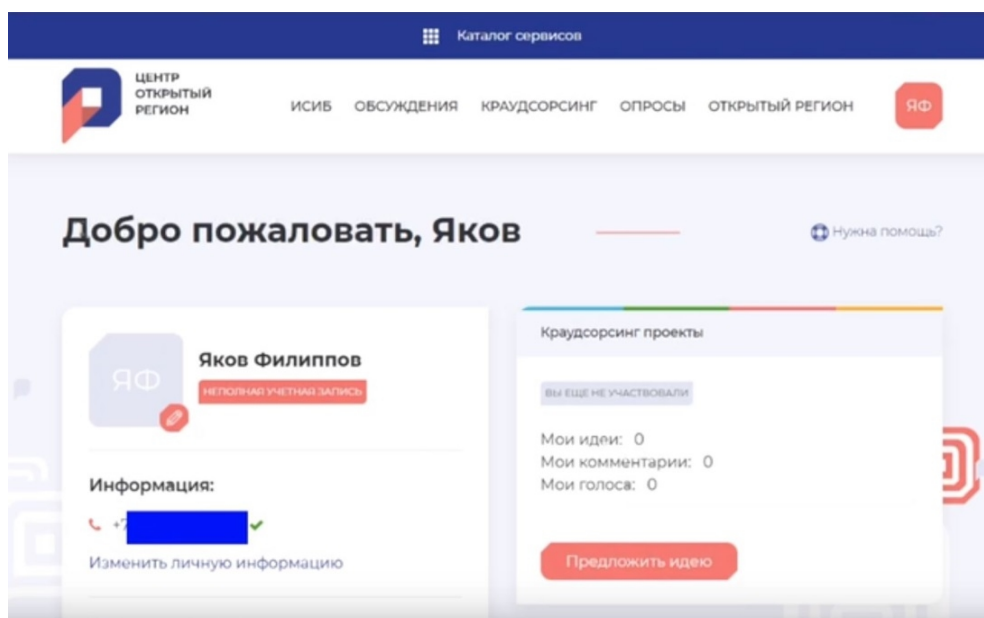 Каталог сервисов
ЦЕНТР
ОТКРЫТЫЙ
РЕГИОН
ИСИБ ОБСУЖДЕНИЯ КРАУДСОРСИНГ ОПРОСЫ ОТКРЫТЫЙ РЕГИОН ЯФ
Добро пожаловать, Яков
Нужна помощь?
ЯФ
Яков Филиппов
НЕПОЛНАЯ УЧЕТНАЯ ЗАПИСЬ
Информация:
+7
Изменить личную информацию
Краудсорсинг проекты
ВЫ ЕЩЕ НЕ УЧАСТВОВАЛИ
Мои идеи: 0
Мои комментарии: 0
Мои голоса: 0
Предложить идею